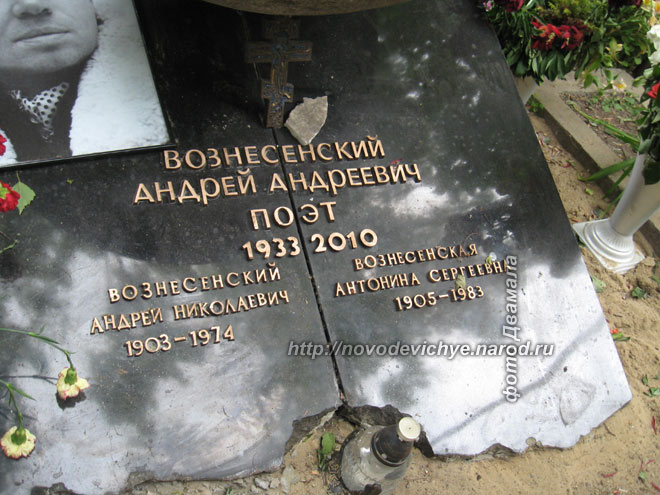 ВОЗНЕСЕНСКИЙ
АНДРЕЙ АНДРЕЕВИЧ
ПОЭТ
1933 2010
ВОЗНЕСЕНСКИЙ
АНДРЕЙ НИКОЛАЕВИЧ
1903-1974
ВОЗНЕСЕНСКАЯ
АНТОНИНА СЕРГЕЕВНА
1905-1983
http://novodevichye.narod.ru
фото Двамала